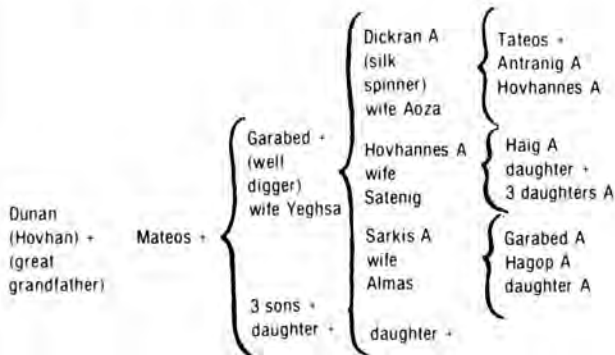 Dunan
(Hovhan) +
(great
grandfather)
Mateos +
Garabed +
(well
digger)
wife Yeghsa
3 sons +
daughter +
Dickran A
(silk
spinner)
wife Aoza
Hovhannes A
wife
Satenig
Sarkis A
wife
Almas
daughter +
Tateos +
Antranig A
Hovhannes A
Haig A
daughter +
3 daughters A
Garabed A
Hagop A
daughter A